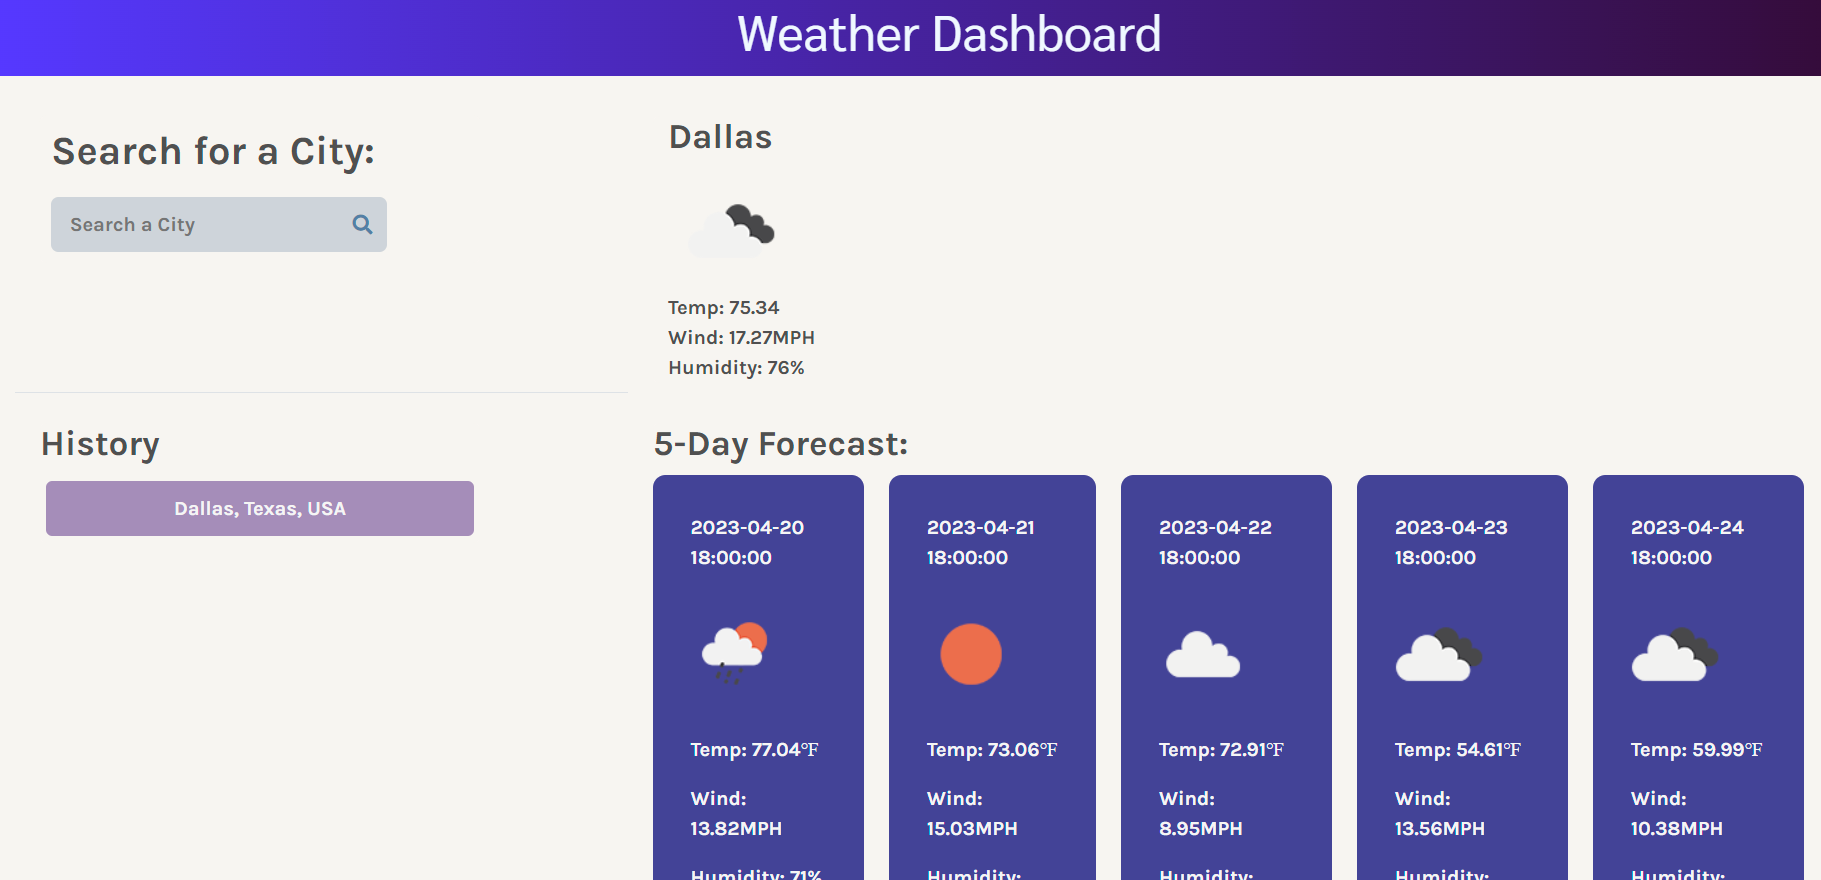 Weather Dashboard
Search for a City:
Search a City
History
Dallas, Texas, USA
Dallas
Temp: 75.34
Wind: 17.27MPH
Humidity: 76%
5-Day Forecast:
2023-04-20
18:00:00
Temp: 77.04°F
Wind:
13.82MPH
Humidity: 71%
2023-04-21
18:00:00
Temp: 73.06°F
Wind:
15.03MPH
Humidity:
2023-04-22
18:00:00
Temp: 72.91°F
Wind:
8.95MPH
Humidity:
2023-04-23
18:00:00
Temp: 54.61°F
Wind:
13.56MPH
Humidity:
2023-04-24
18:00:00
Temp: 59.99°F
Wind:
10.38MPH
Humidity: